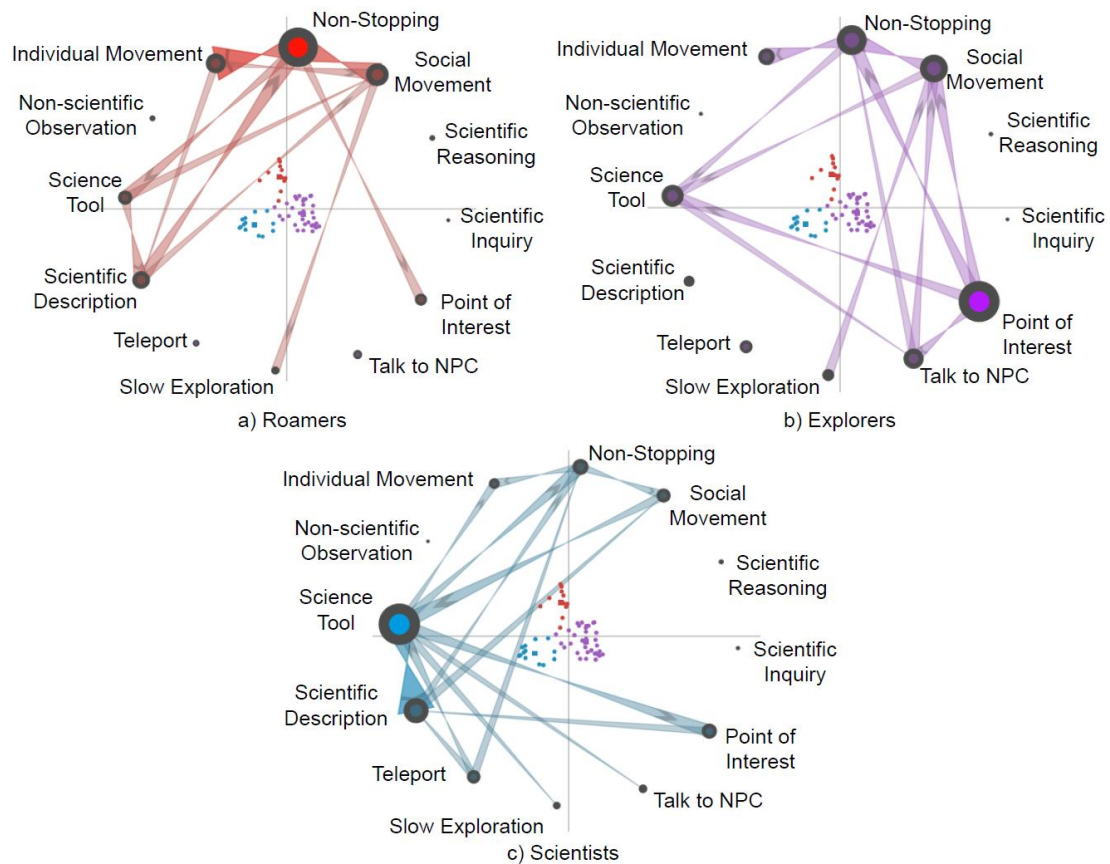 Non-Stopping
Individual Movement
Social
Movement
Non-scientific
Observation
Scientific
Reasoning
Science
Tool
Scientific
Inquiry
Scientific
Description
Point of
Interest
Teleport
Talk to NPC
Slow Exploration
a) Roamers
Non-Stopping
Individual Movement
Social
Movement
Non-scientific
Observation
Scientific
Reasoning
Science
Tool
Scientific
Inquiry
Scientific
Description
Point of
Interest
Teleport
Talk to NPC
Slow Exploration
b) Explorers
Non-Stopping
Individual Movement
Social
Movement
Non-scientific
Observation
Scientific
Reasoning
Science
Tool
Scientific
Inquiry
Scientific
Description
Point of
Interest
Teleport
Talk to NPC
Slow Exploration
c) Scientists